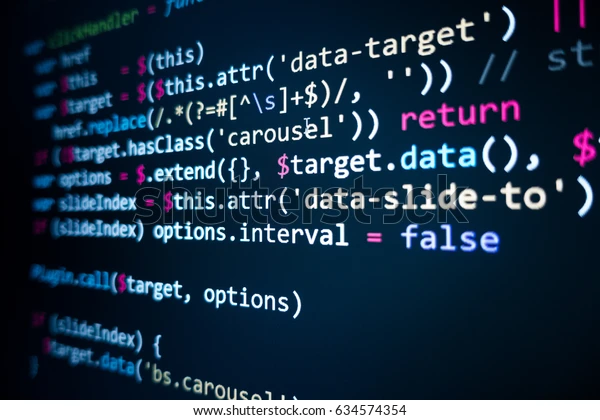 var clickHandler = func
var href
var $this = $(this)
var $target = $($this.attr('data-target')
href.replace(/.*(?=#[^\s]+$)/, '')) // st
if (!$target.hasClass('carousel')) return
var options = $.extend({}, $target.data(), $
var slideIndex = $this.attr('data-slide-to')
if (slideIndex) options.interval = false
Plugin.call($target, options)
if (slideIndex) {
$target.data('bs.carousel')
}
shutterstock
shutterstock.com · 634574354